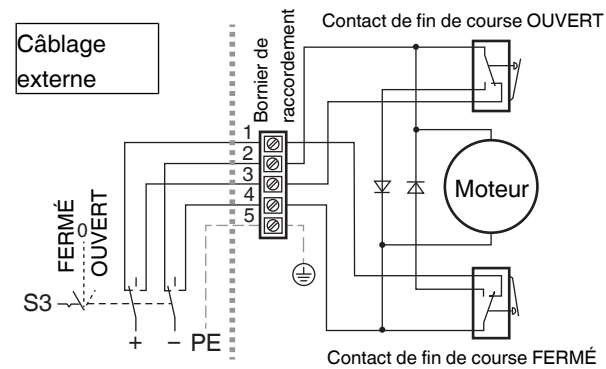 Contact de fin de course OUVERT
Câblage
externe
Bornier de
raccordement
1
2
3
4
5
Moteur
FERMÉ
0
OUVERT
S3
+
– PE
Contact de fin de course FERMÉ